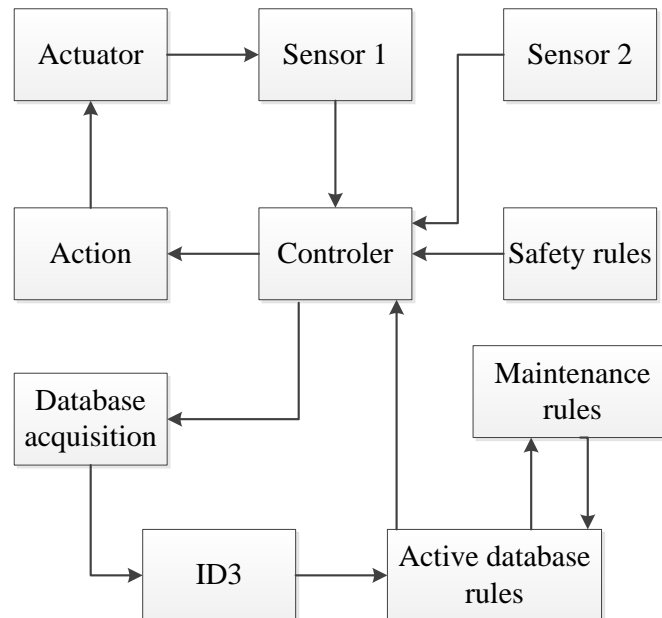 Actuator
Sensor 1
Sensor 2
Action
Controler
Safety rules
Database
acquisition
Maintenance
rules
ID3
Active database
rules